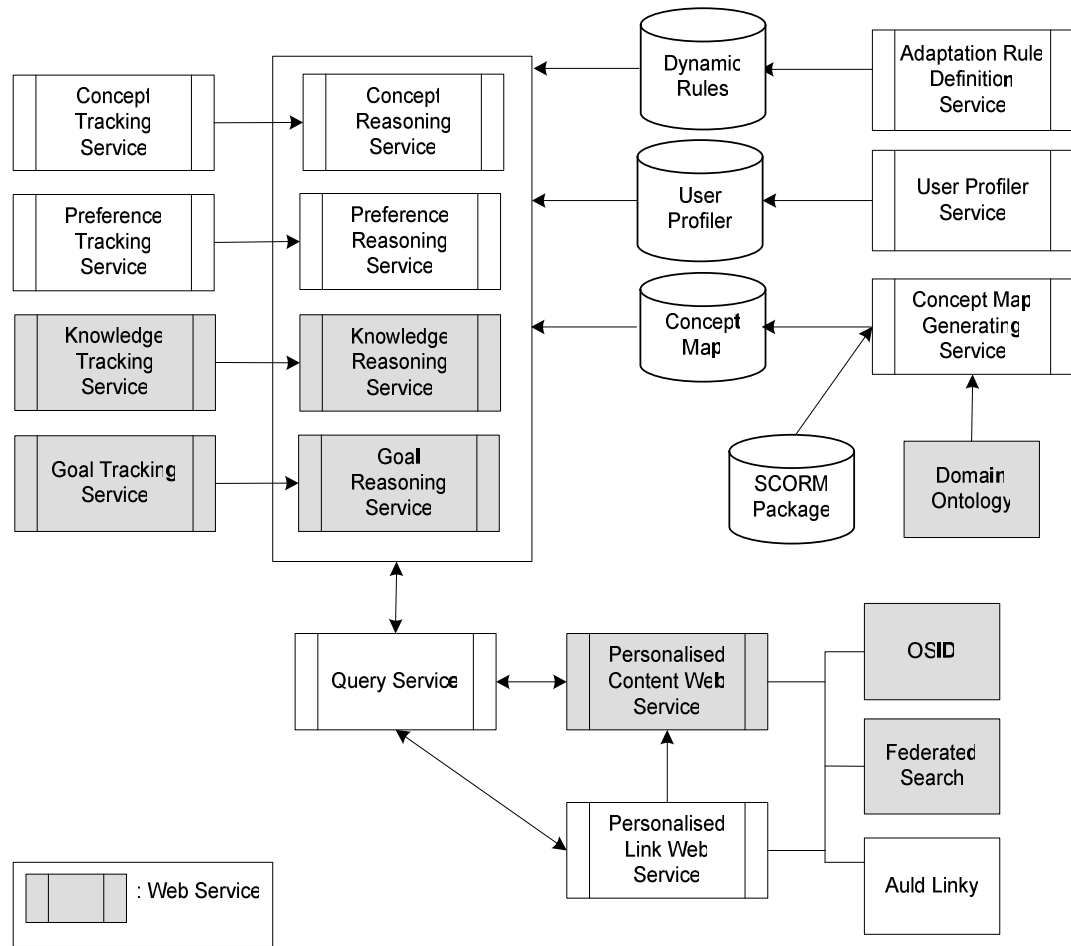 Concept
Tracking
Service
Concept
Reasoning
Service
Dynamic
Rules
Adaptation Rule
Definition
Service
Preference
Tracking
Service
Preference
Reasoning
Service
User
Profiler
User Profiler
Service
Knowledge
Tracking
Service
Knowledge
Reasoning
Service
Concept
Map
Concept Map
Generating
Service
Goal Tracking
Service
Goal
Reasoning
Service
SCORM
Package
Domain
Ontology
Query Service
Personalised
Content Web
Service
OSID
Federated
Search
Personalised
Link Web
Service
Auld Linky
: Web Service